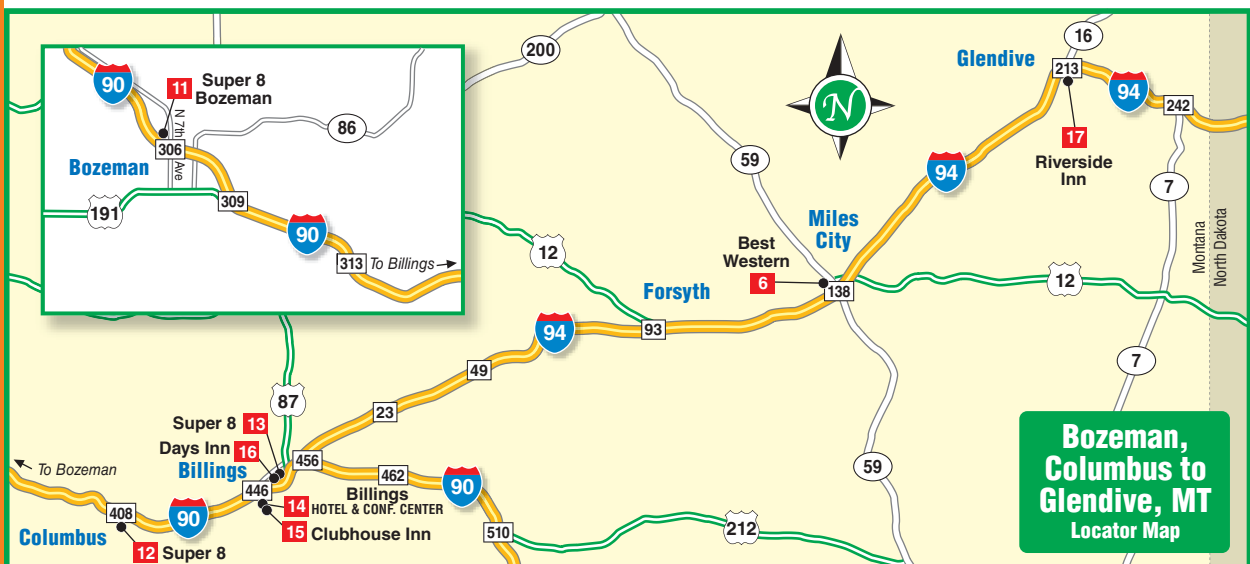 90
11
Super 8
Bozeman
N 7th Ave
86
306
Bozeman
191
309
90
313
To Billings
200
59
N
Glendive
16
213
94
242
17
Riverside
Inn
94
7
Montana
North Dakota
Miles
City
Best
Western
6
138
12
12
Forsyth
94
93
49
7
87
23
Super 8
13
Days Inn
16
Billings
456
462
90
59
To Bozeman
446
14
Billings
HOTEL & CONF. CENTER
15
Clubhouse Inn
408
90
Columbus
12
Super 8
510
212
Bozeman,
Columbus to
Glendive, MT
Locator Map